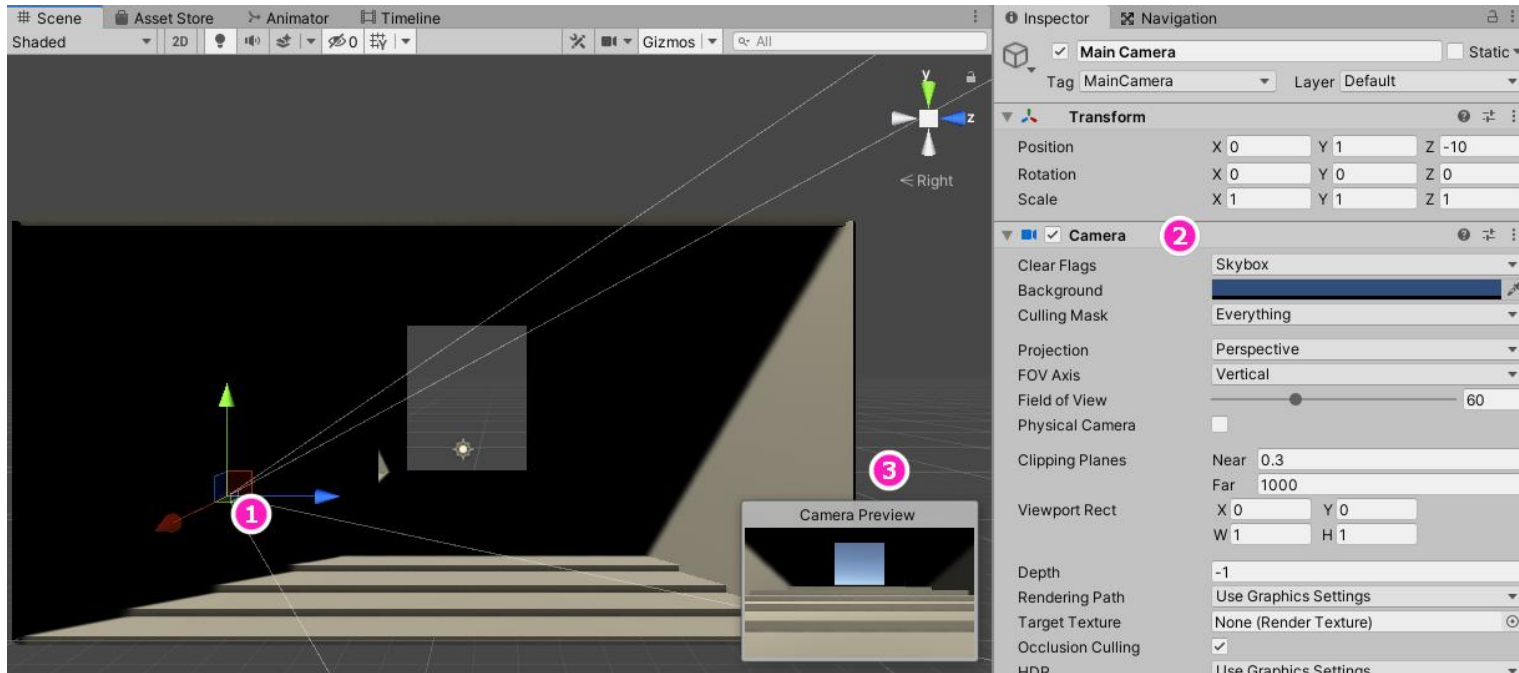 Scene Asset Store Animator Timeline
Shaded 2D 0 Gizmos All
y
z
Right
1
3
Camera Preview
Inspector Navigation
Main Camera Static
Tag MainCamera Layer Default
Transform
Position X 0 Y 1 Z -10
Rotation X 0 Y 0 Z 0
Scale X 1 Y 1 Z 1
Camera 2
Clear Flags Skybox
Background
Culling Mask Everything
Projection Perspective
FOV Axis Vertical
Field of View 60
Physical Camera
Clipping Planes Near 0.3
Far 1000
Viewport Rect X 0 Y 0
W 1 H 1
Depth -1
Rendering Path Use Graphics Settings
Target Texture None (Render Texture)
Occlusion Culling
HDR Use Graphics Settings